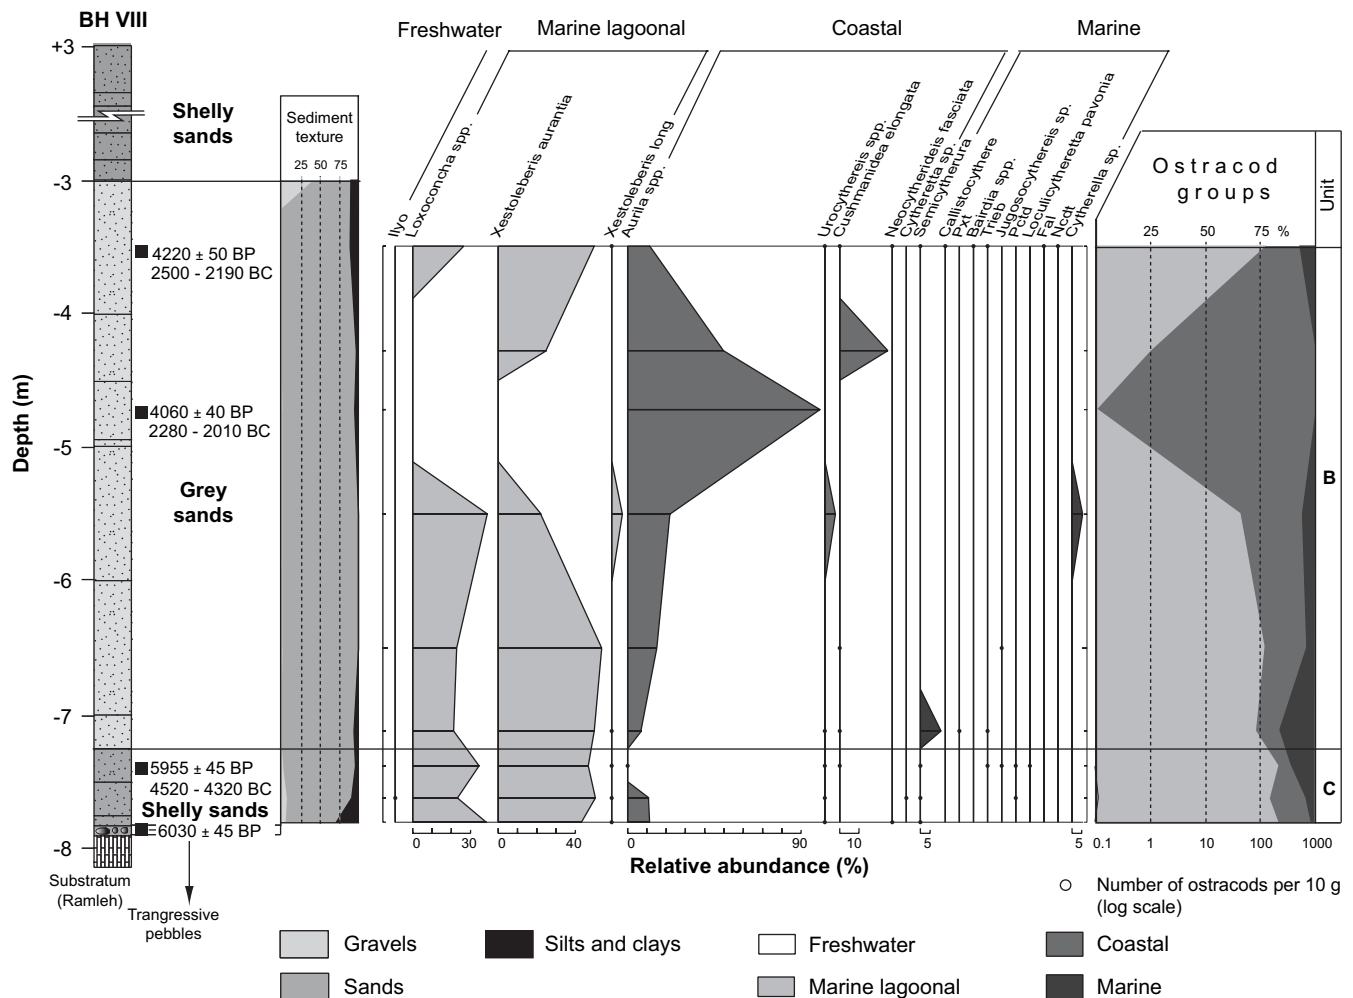 BH VIII
Freshwater
Marine lagoonal
Coastal
Marine
+3
-3
-4
-5
-6
-7
-8
Depth (m)
Shelly
sands
Sediment
texture
25 50 75
4220 ± 50 BP
2500 - 2190 BC
4060 ± 40 BP
2280 - 2010 BC
Grey
sands
5955 ± 45 BP
4520 - 4320 BC
Shelly sands
6030 ± 45 BP
Substratum
(Ramleh)
Trangressive
pebbles
Ilyo
Loxoconcha spp.
Xestoleberis aurantia
Xestoleberis long
Aurila spp.
Urocythereis spp.
Cushmanidea elongata
Neocytherideis fasciata
Cytheretta sp.
Semicytherura
Callistocythere
Pxt
Bairdia spp.
Trieb
Jugosocythereis sp.
Pctd
Loculicytheretta pavonia
Fal
Ncdt
Cytherella sp.
Ostracod
groups
25 50 75 %
Unit
B
C
0 30 0 40 0 90 10 5 5 0.1 1 10 100 1000
Relative abundance (%)
Number of ostracods per 10 g
(log scale)
Gravels
Silts and clays
Freshwater
Coastal
Sands
Marine lagoonal
Marine